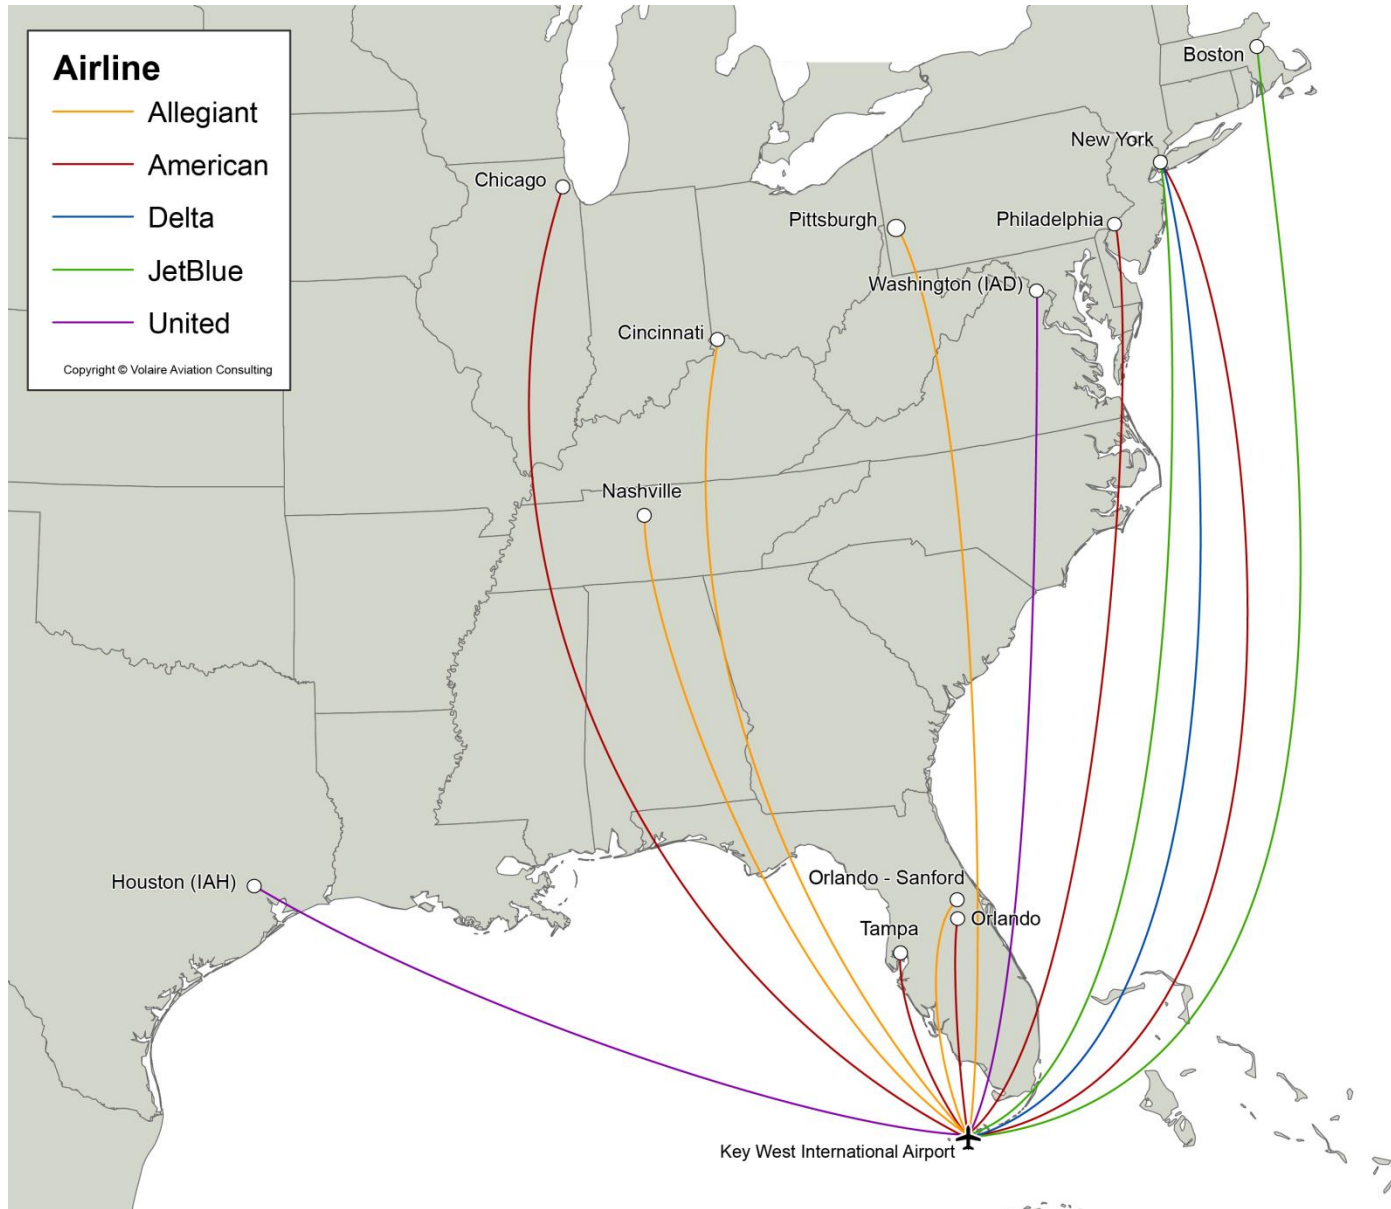 Airline
Allegiant
American
Delta
JetBlue
United
Copyright © Volaire Aviation Consulting
Boston
New York
Chicago
Pittsburgh
Philadelphia
Washington (IAD)
Cincinnati
Nashville
Houston (IAH)
Orlando - Sanford
Orlando
Tampa
Key West International Airport